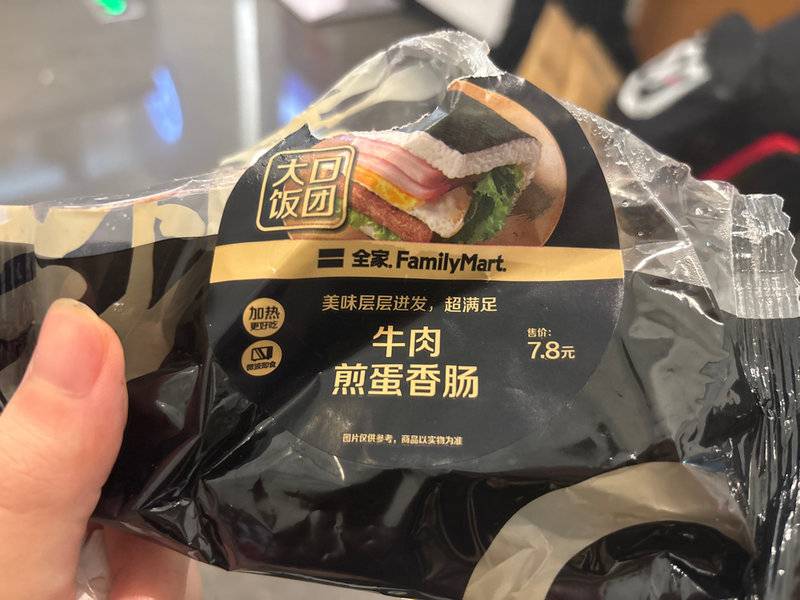 大口
饭团
全家 FamilyMart
美味层层迸发，超满足
加热
更好吃
微波即食
牛肉
煎蛋香肠
售价：
7.8元
图片仅供参考，商品以实物为准